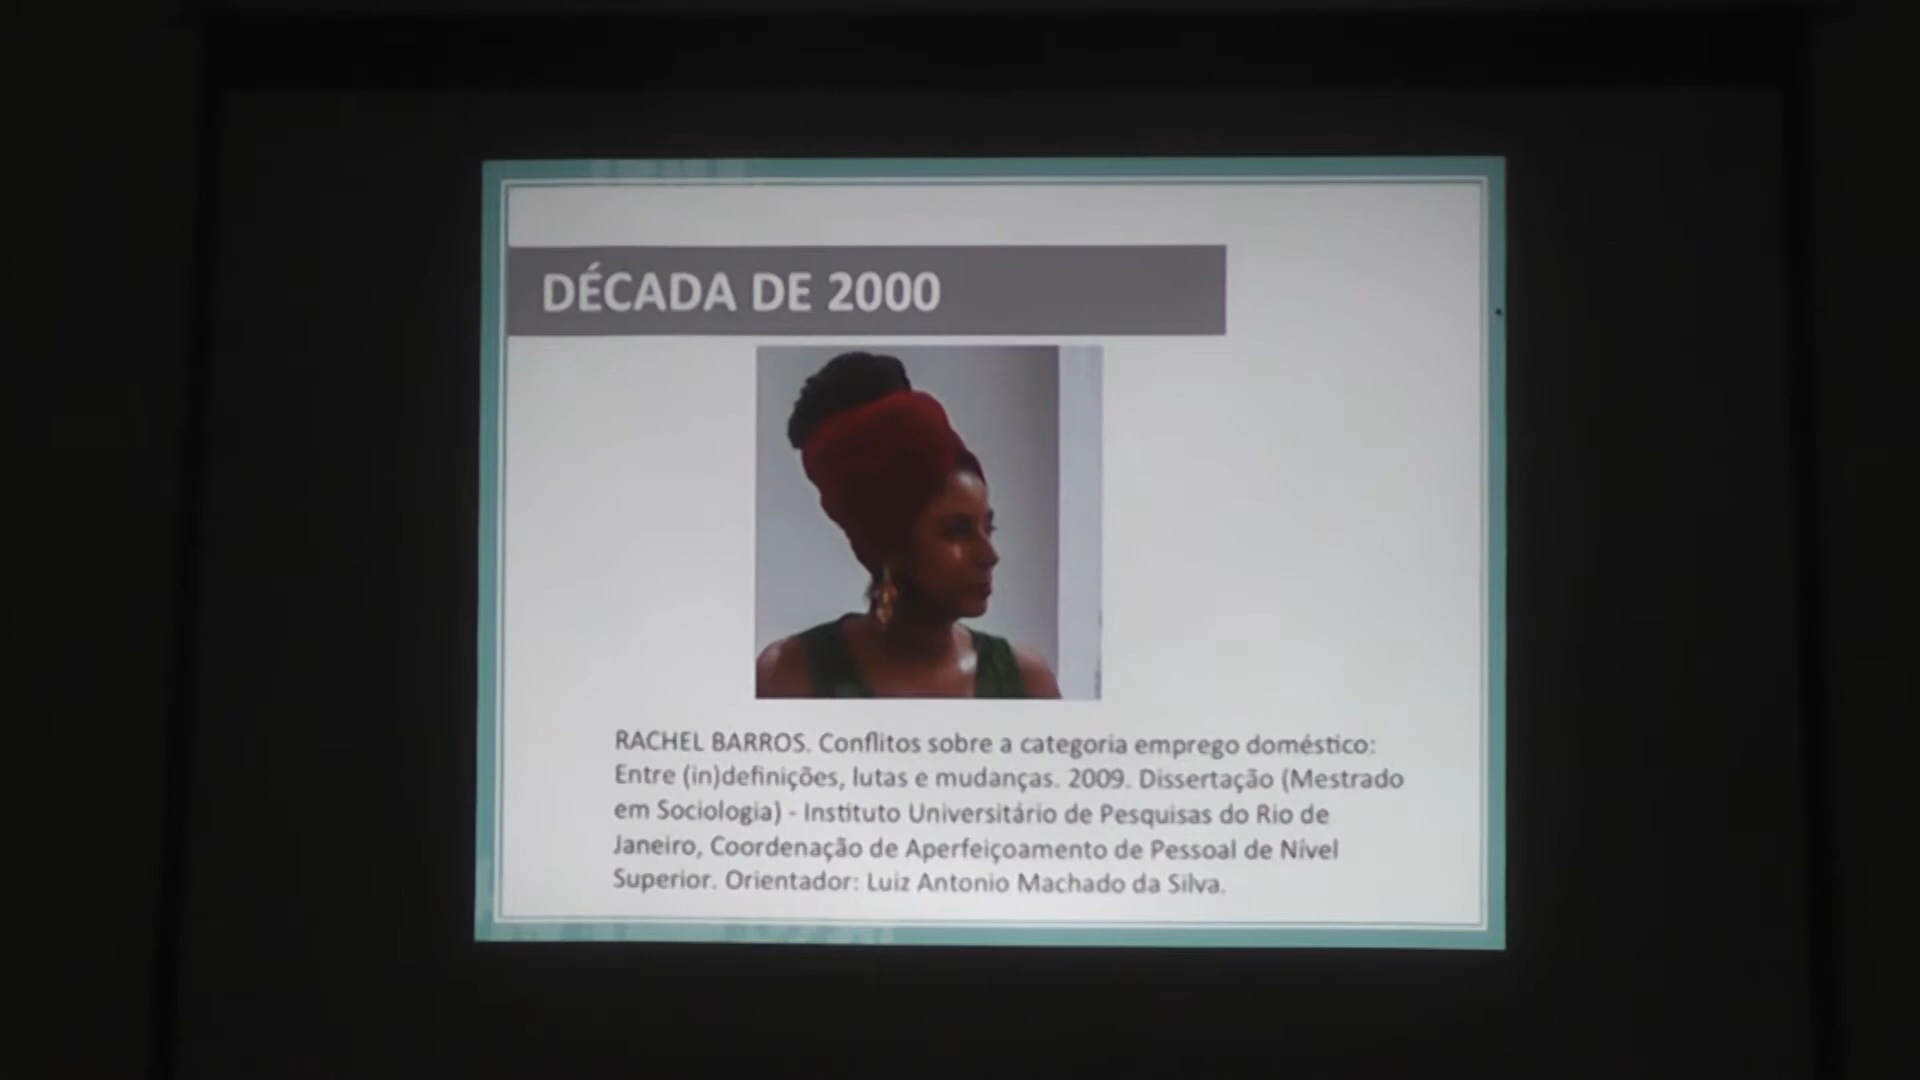 DÉCADA DE 2000
RACHEL BARROS. Conflitos sobre a categoria emprego doméstico:
Entre (in)definições, lutas e mudanças. 2009. Dissertação (Mestrado
em Sociologia) - Instituto Universitário de Pesquisas do Rio de
Janeiro, Coordenação de Aperfeiçoamento de Pessoal de Nível
Superior. Orientador: Luiz Antonio Machado da Silva.